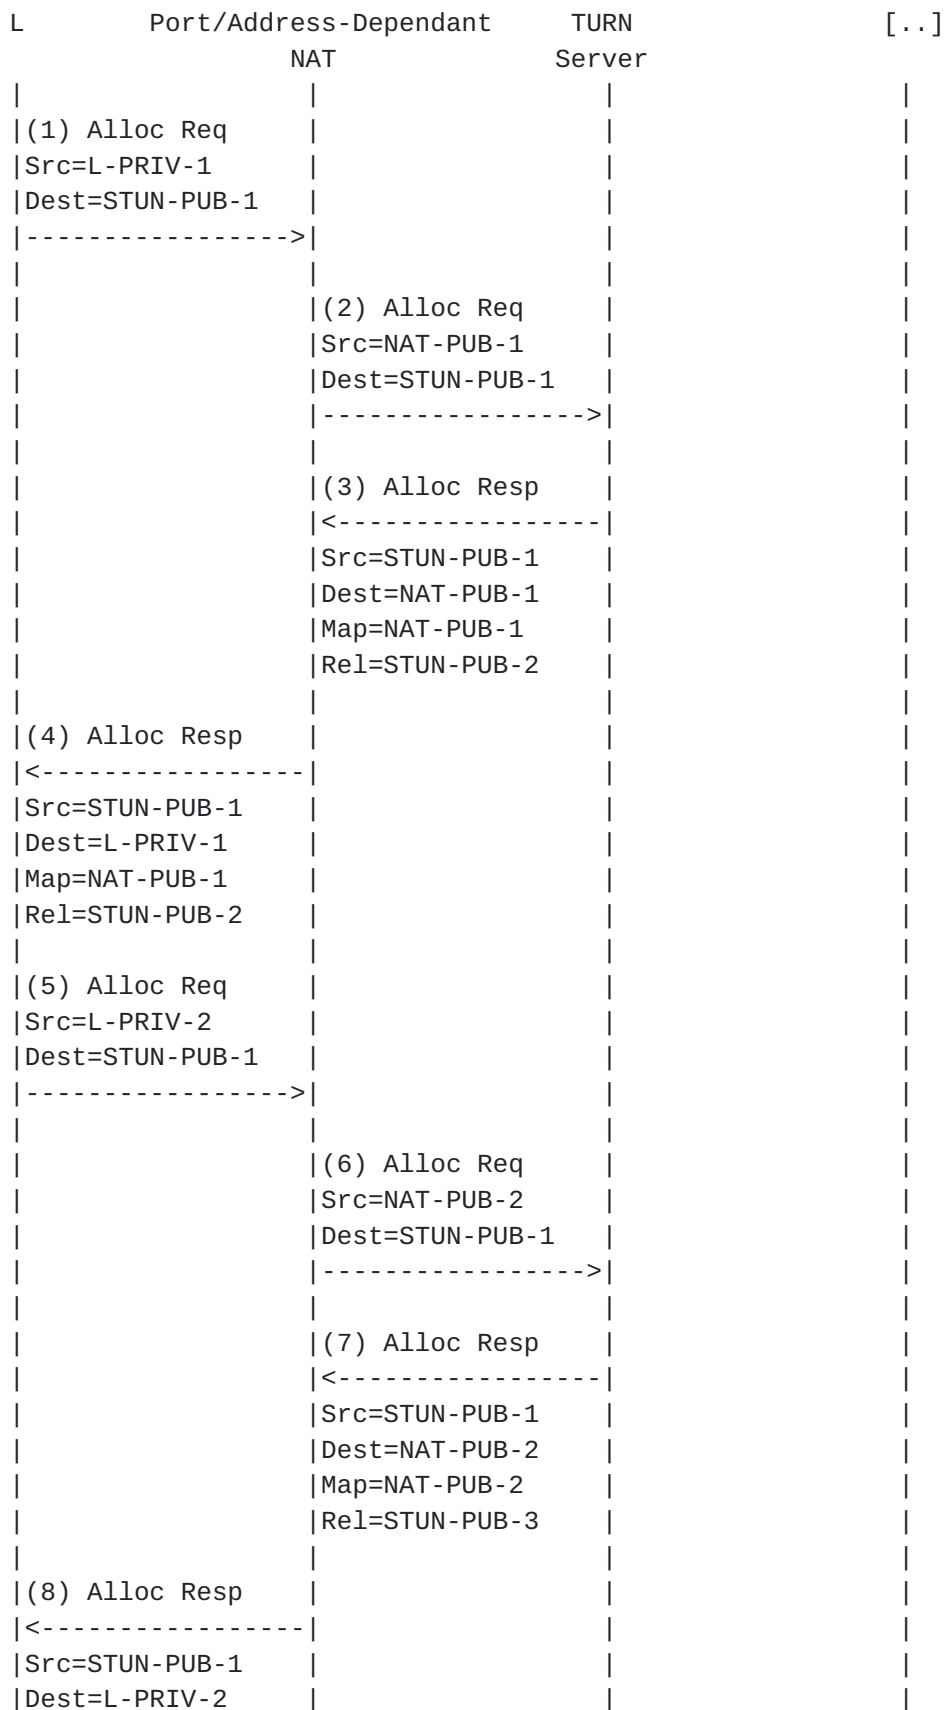 L        Port/Address-Dependant     TURN                [..]
                  NAT              Server
|                  |                  |                  |
|(1) Alloc Req     |                  |                  |
|Src=L-PRIV-1      |                  |                  |
|Dest=STUN-PUB-1   |                  |                  |
|----------------->|                  |                  |
|                  |                  |                  |
|                  |(2) Alloc Req     |                  |
|                  |Src=NAT-PUB-1     |                  |
|                  |Dest=STUN-PUB-1   |                  |
|                  |----------------->|                  |
|                  |                  |                  |
|                  |(3) Alloc Resp    |                  |
|                  |<-----------------|                  |
|                  |Src=STUN-PUB-1    |                  |
|                  |Dest=NAT-PUB-1    |                  |
|                  |Map=NAT-PUB-1     |                  |
|                  |Rel=STUN-PUB-2    |                  |
|                  |                  |                  |
|(4) Alloc Resp    |                  |                  |
|<-----------------|                  |                  |
|Src=STUN-PUB-1    |                  |                  |
|Dest=L-PRIV-1     |                  |                  |
|Map=NAT-PUB-1     |                  |                  |
|Rel=STUN-PUB-2    |                  |                  |
|                  |                  |                  |
|(5) Alloc Req     |                  |                  |
|Src=L-PRIV-2      |                  |                  |
|Dest=STUN-PUB-1   |                  |                  |
|----------------->|                  |                  |
|                  |                  |                  |
|                  |(6) Alloc Req     |                  |
|                  |Src=NAT-PUB-2     |                  |
|                  |Dest=STUN-PUB-1   |                  |
|                  |----------------->|                  |
|                  |                  |                  |
|                  |(7) Alloc Resp    |                  |
|                  |<-----------------|                  |
|                  |Src=STUN-PUB-1    |                  |
|                  |Dest=NAT-PUB-2    |                  |
|                  |Map=NAT-PUB-2     |                  |
|                  |Rel=STUN-PUB-3    |                  |
|                  |                  |                  |
|(8) Alloc Resp    |                  |                  |
|<-----------------|                  |                  |
|Src=STUN-PUB-1    |                  |                  |
|Dest=L-PRIV-2     |                  |                  |